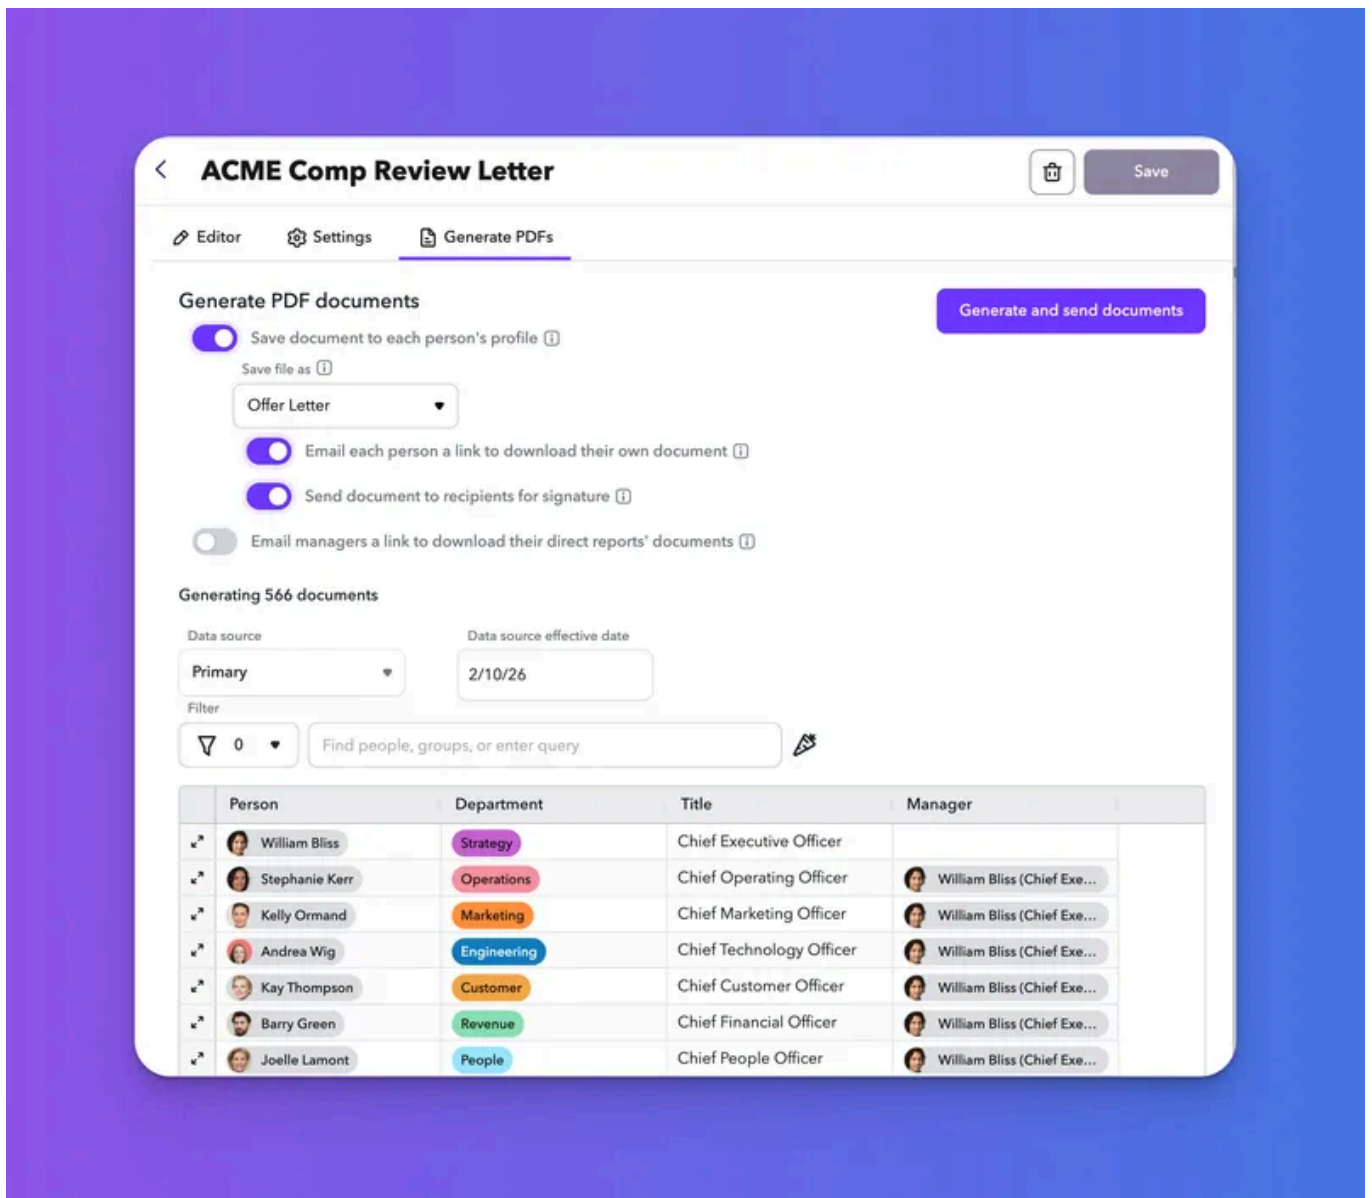 ACME Comp Review Letter
Save
Editor
Settings
Generate PDFs
Generate PDF documents
Generate and send documents
Save document to each person's profile
Save file as
Offer Letter
Email each person a link to download their own document
Send document to recipients for signature
Email managers a link to download their direct reports' documents
Generating 566 documents
Data source
Data source effective date
Primary
2/10/26
Filter
0
Find people, groups, or enter query
Person Department Title Manager
William Bliss Strategy Chief Executive Officer
Stephanie Kerr Operations Chief Operating Officer William Bliss (Chief Exe...
Kelly Ormand Marketing Chief Marketing Officer William Bliss (Chief Exe...
Andrea Wig Engineering Chief Technology Officer William Bliss (Chief Exe...
Kay Thompson Customer Chief Customer Officer William Bliss (Chief Exe...
Barry Green Revenue Chief Financial Officer William Bliss (Chief Exe...
Joelle Lamont People Chief People Officer William Bliss (Chief Exe...